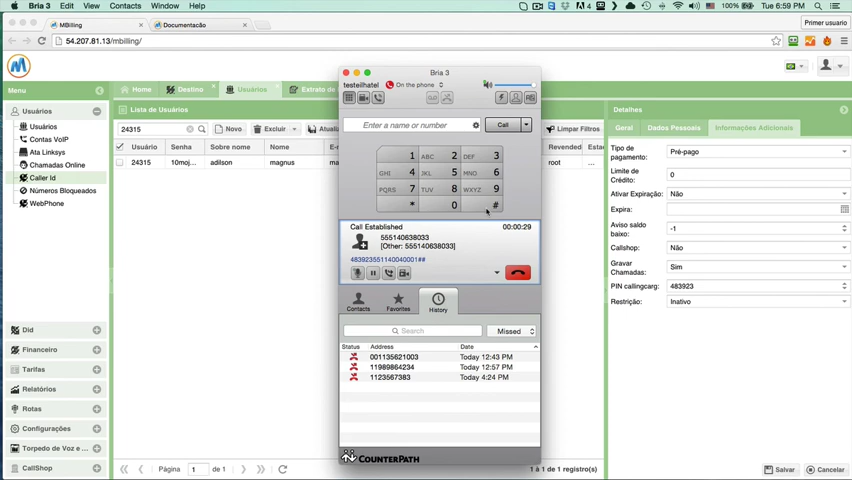 Bria 3 View Contacts Window Help
100% Tue 6:59 PM
MBilling
Documentacão
Primer usuario
54.207.81.13/mbilling/
Menu
Home
Destino
Usuários
Extrato de
Detalhes
Usuários
Usuários
Contas VoIP
Ata Linksys
Chamadas Online
Caller Id
Números Bloqueados
WebPhone
Did
Financeiro
Tarifas
Relatórios
Rotas
Configurações
Torpedo de Voz e ...
CallShop
Lista de Usuários
24315
Novo
Excluir
Atualiz
Limpar Filtros
Usuário Senha Sobre nome Nome E-m
Revended Esta
24315 10moj... adilson magnus
root ...
Página 1 de 1
1 à 1 de 1 registro(s)
Bria 3
testeilhatel
On the phone
Enter a name or number
Call
1 ABC 2 DEF 3
GHI 4 JKL 5 MNO 6
PQRS 7 TUV 8 WXYZ 9
* 0 #
Call Established 00:00:29
555140638033
[Other: 555140638033]
483923551140040001##
Contacts
Favorites
History
Search
Missed
Status Address Date
001135621003 Today 12:43 PM
11989864234 Today 12:57 PM
1123567383 Today 4:24 PM
COUNTERPATH
Geral
Dados Pessoais
Informações Adicionais
Tipo de pagamento: Pré-pago
Limite de Crédito: 0
Ativar Expiração: Não
Expira:
Aviso saldo baixo: -1
Callshop: Não
Gravar Chamadas: Sim
PIN callingcarg: 483923
Restrição: Inativo
Salvar
Cancelar